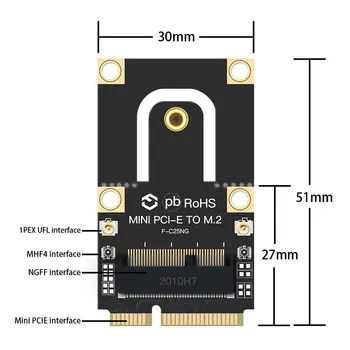 30mm
pb RoHS
MINI PCI-E TO M.2
F-C25NG
51mm
1PEX UFL interface
MHF4 interface
27mm
NGFF interface
2010H7
Mini PCIE interface